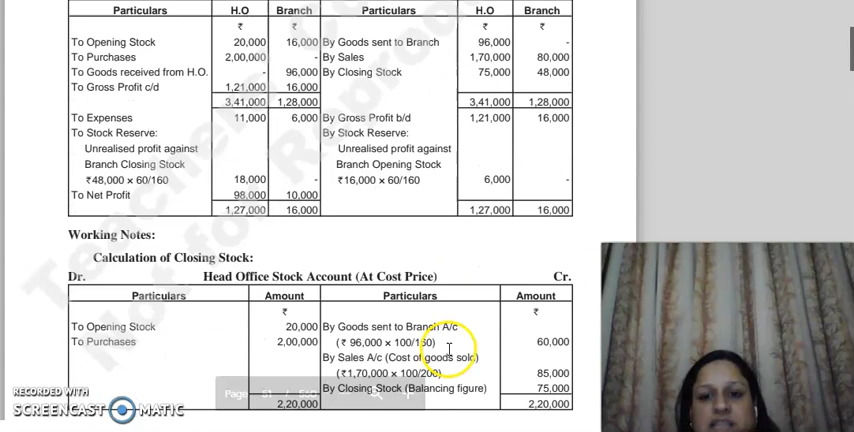 Particulars H.O Branch Particulars H.O Branch
₹ ₹ ₹ ₹
To Opening Stock 20,000 16,000 By Goods sent to Branch 96,000 -
To Purchases 2,00,000 - By Sales 1,70,000 80,000
To Goods received from H.O. - 96,000 By Closing Stock 75,000 48,000
To Gross Profit c/d 1,21,000 16,000
3,41,000 1,28,000 3,41,000 1,28,000
To Expenses 11,000 6,000 By Gross Profit b/d 1,21,000 16,000
To Stock Reserve: By Stock Reserve:
Unrealised profit against Unrealised profit against
Branch Closing Stock Branch Opening Stock
₹48,000 x 60/160 18,000 - ₹16,000 x 60/160 6,000 -
To Net Profit 98,000 10,000
1,27,000 16,000 1,27,000 16,000
Working Notes:
Calculation of Closing Stock:
Dr. Head Office Stock Account (At Cost Price) Cr.
Particulars Amount Particulars Amount
₹ ₹
To Opening Stock 20,000 By Goods sent to Branch A/c
To Purchases 2,00,000 (₹ 96,000 x 100/160) 60,000
By Sales A/c (Cost of goods sold)
(₹1,70,000 x 100/200) 85,000
By Closing Stock (Balancing figure) 75,000
2,20,000 2,20,000
Page 51 /
RECORDED WITH
SCREENCAST MATIC